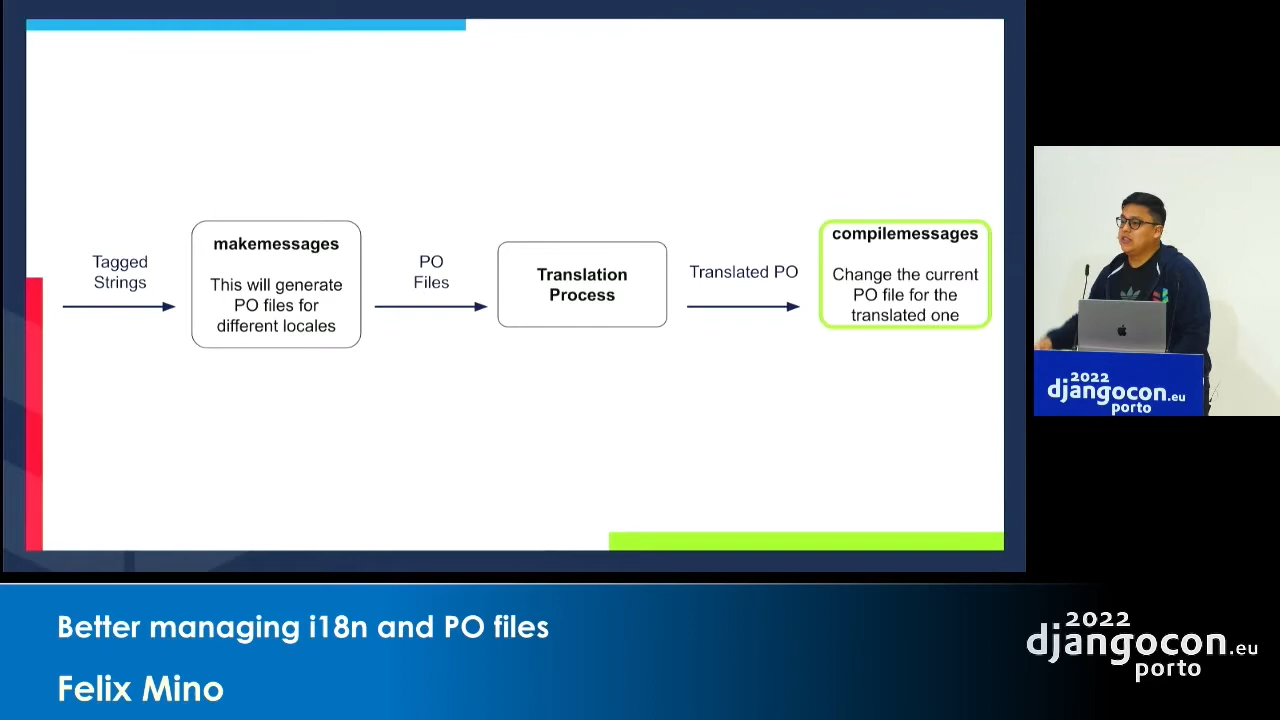 Tagged
Strings
makemessages
This will generate
PO files for
different locales
PO
Files
Translation
Process
Translated PO
compilemessages
Change the current
PO file for the
translated one
2022
djangocon.eu
porto
Better managing i18n and PO files
Felix Mino
2022
djangocon.eu
porto